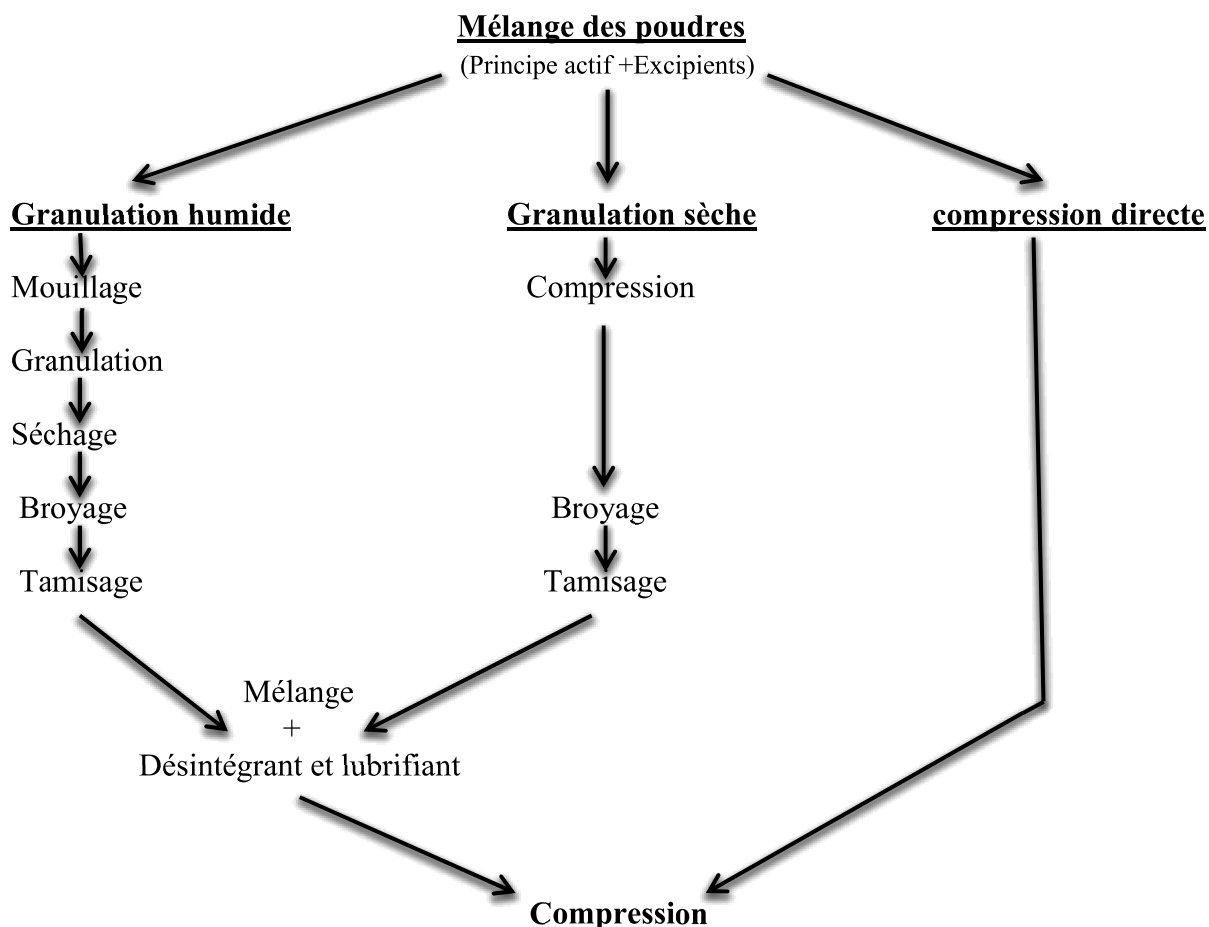 Mélange des poudres
(Principe actif +Excipients)
Granulation humide
Granulation sèche
compression directe
Mouillage
Compression
Granulation
Séchage
Broyage
Broyage
Tamisage
Tamisage
Mélange
+
Désintégrant et lubrifiant
Compression